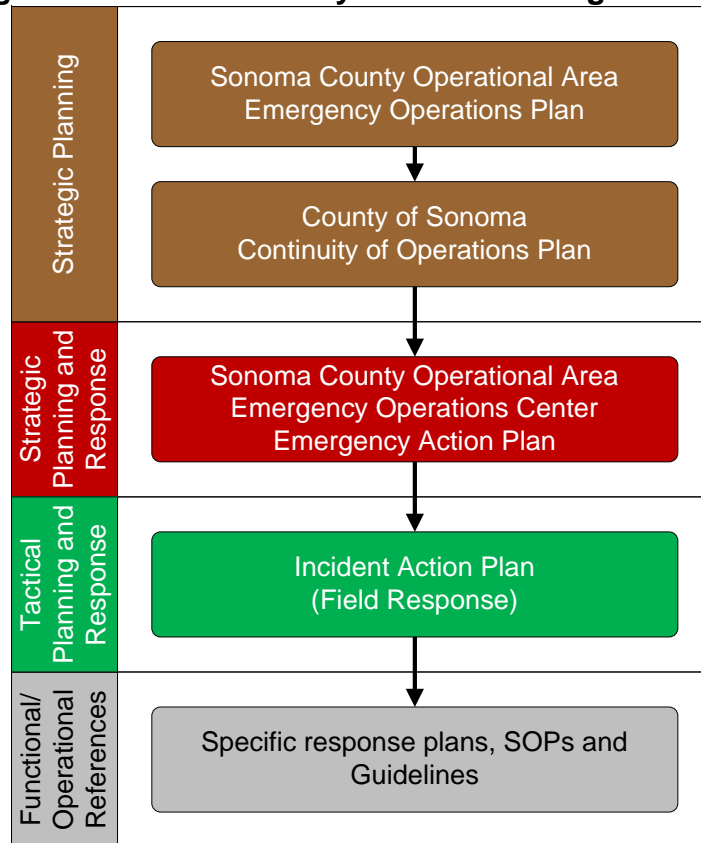 Strategic Planning
Sonoma County Operational Area
Emergency Operations Plan
County of Sonoma
Continuity of Operations Plan
Strategic
Planning and
Response
Sonoma County Operational Area
Emergency Operations Center
Emergency Action Plan
Tactical
Planning and
Response
Incident Action Plan
(Field Response)
Functional/
Operational
References
Specific response plans, SOPs and
Guidelines